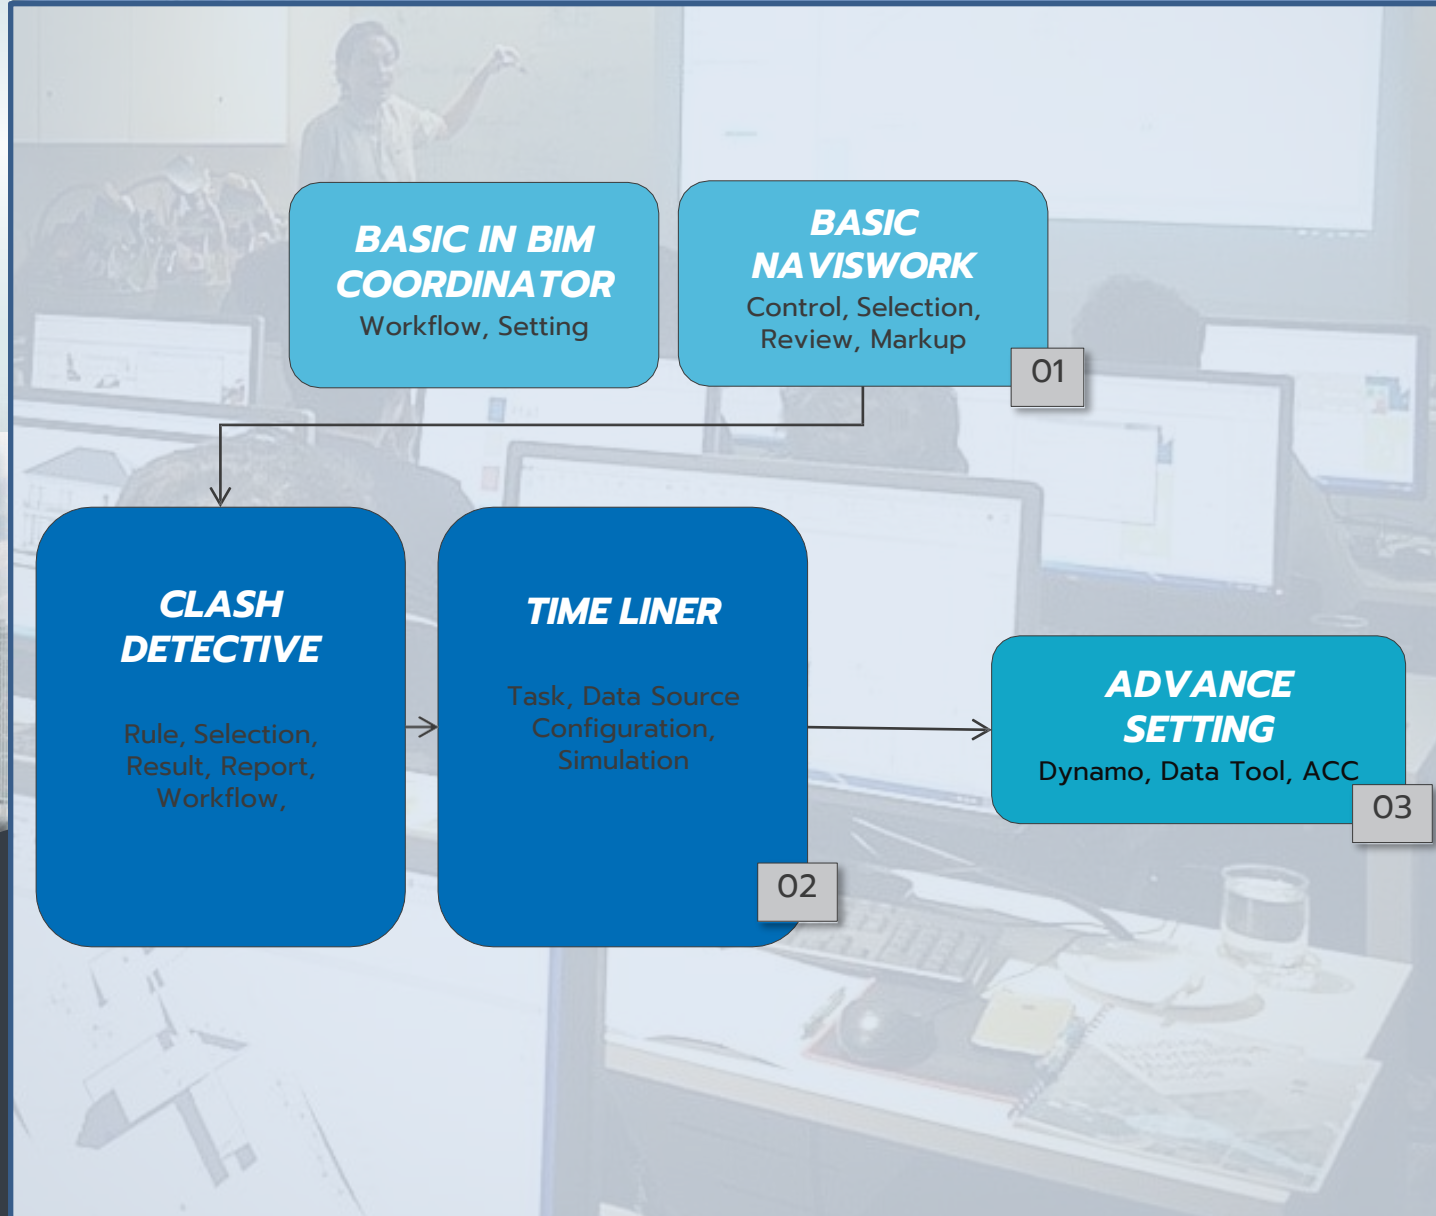 BASIC IN BIM
COORDINATOR
Workflow, Setting
BASIC
NAVISWORK
Control, Selection,
Review, Markup
01
CLASH
DETECTIVE
Rule, Selection,
Result, Report,
Workflow,
TIME LINER
Task, Data Source
Configuration,
Simulation
02
ADVANCE
SETTING
Dynamo, Data Tool, ACC
03